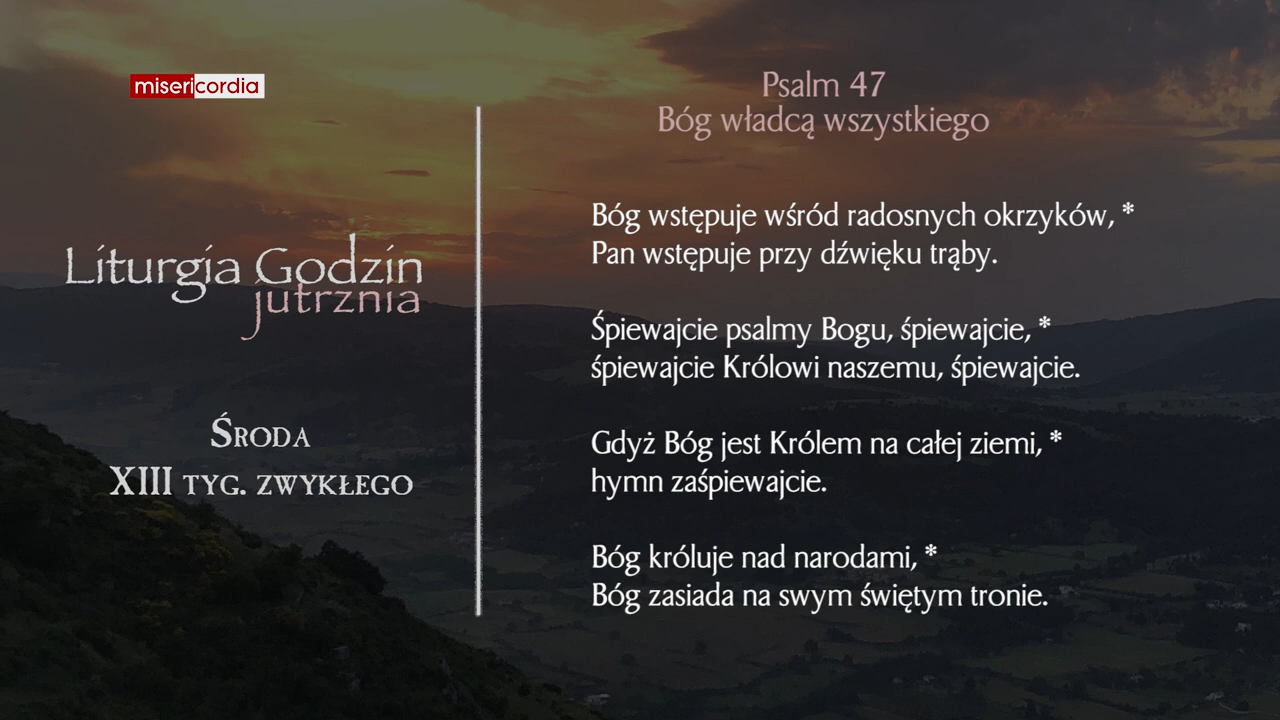 misericordia
Liturgia Godzin
jutrznia
Środa
XIII tyg. zwykłego
Psalm 47
Bóg władcą wszystkiego
Bóg wstępuje wśród radosnych okrzyków, *
Pan wstępuje przy dźwięku trąby.
Śpiewajcie psalmy Bogu, śpiewajcie, *
śpiewajcie Królowi naszemu, śpiewajcie.
Gdyż Bóg jest Królem na całej ziemi, *
hymn zaśpiewajcie.
Bóg króluje nad narodami, *
Bóg zasiada na swym świętym tronie.